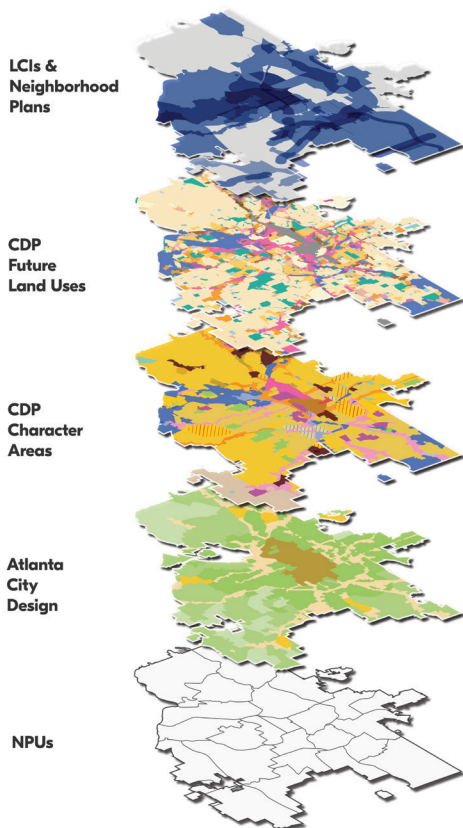 LCIs &
Neighborhood
Plans
CDP
Future
Land Uses
CDP
Character
Areas
Atlanta
City
Design
NPUs